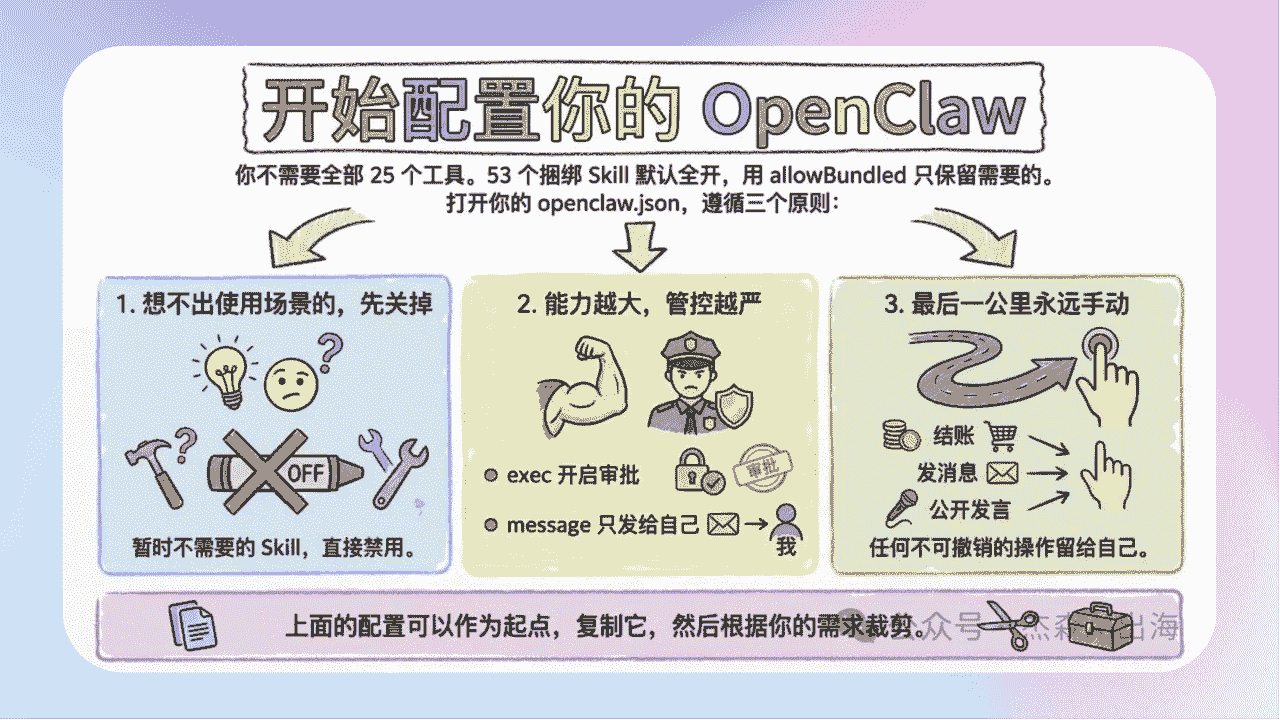 开始配置你的 OpenClaw
你不需要全部 25 个工具。53 个捆绑 Skill 默认全开，用 allowBundled 只保留需要的。
打开你的 openclaw.json，遵循三个原则：
1. 想不出使用场景的，先关掉
?
?
OFF
暂时不需要的 Skill，直接禁用。
2. 能力越大，管控越严
exec 开启审批
审批
message 只发给自己
我
3. 最后一公里永远手动
结账
发消息
公开发言
任何不可撤销的操作留给自己。
上面的配置可以作为起点，复制它，然后根据你的需求裁剪。
公众号
杰森
出海